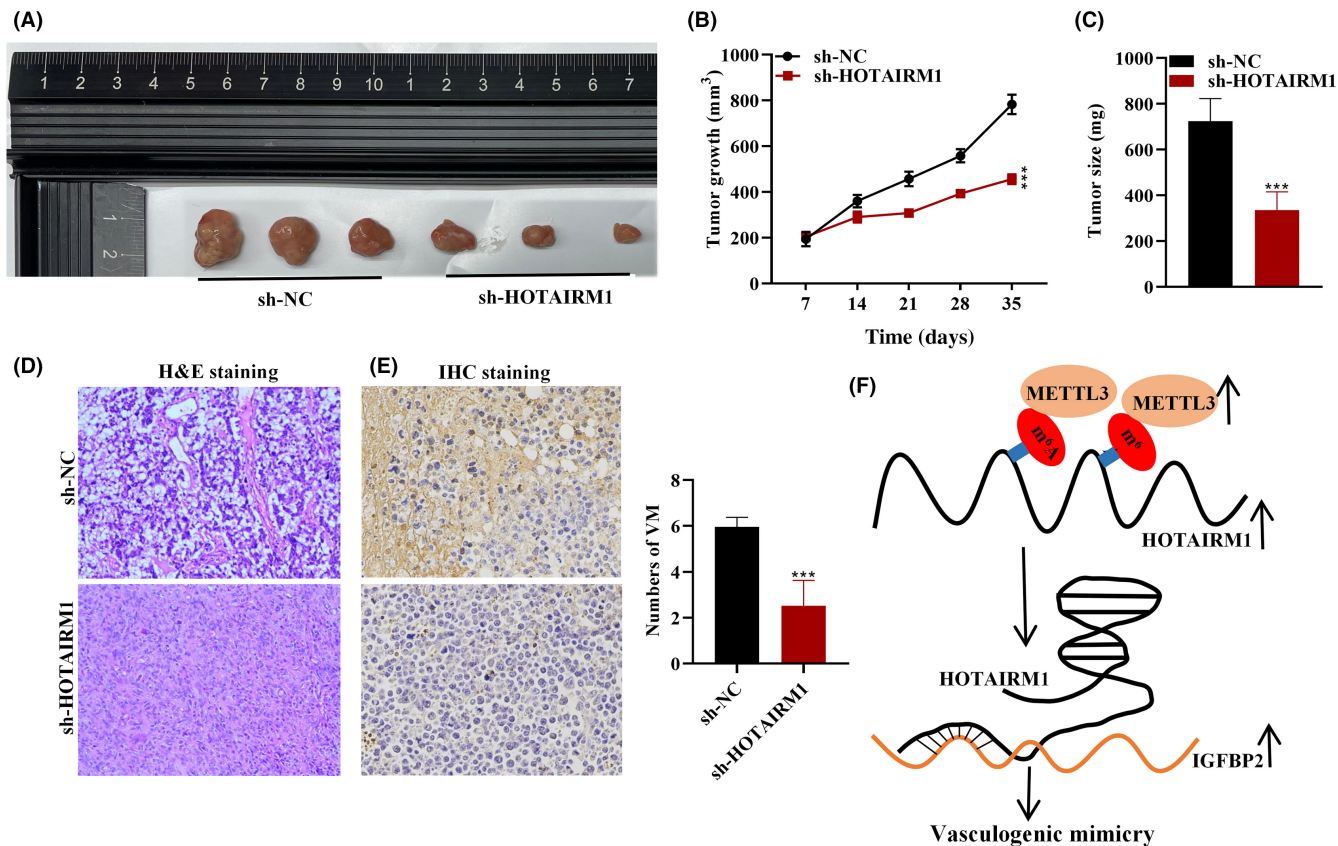 (A)
1 2 3 4 5 6 7 8 9 10 1 2 3 4 5 6 7
1
2
sh-NC
sh-HOTAIRM1
(B)
sh-NC
sh-HOTAIRM1
Tumor growth (mm³)
1000
800
600
400
200
0
***
7 14 21 28 35
Time (days)
(C)
sh-NC
sh-HOTAIRM1
Tumor size (mg)
1000
800
600
400
200
0
***
(D)
H&E staining
sh-NC
sh-HOTAIRM1
(E)
IHC staining
Numbers of VM
8
6
4
2
0
***
sh-NC
sh-HOTAIRM1
(F)
METTL3
METTL3
m⁶A
m⁶
HOTAIRM1
HOTAIRM1
IGFBP2
Vasculogenic mimicry